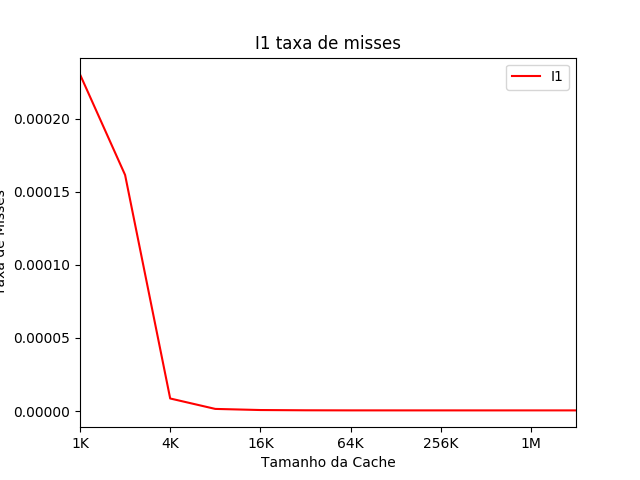 I1 taxa de misses
I1
Taxa de Misses
0.00020
0.00015
0.00010
0.00005
0.00000
1K 4K 16K 64K 256K 1M
Tamanho da Cache